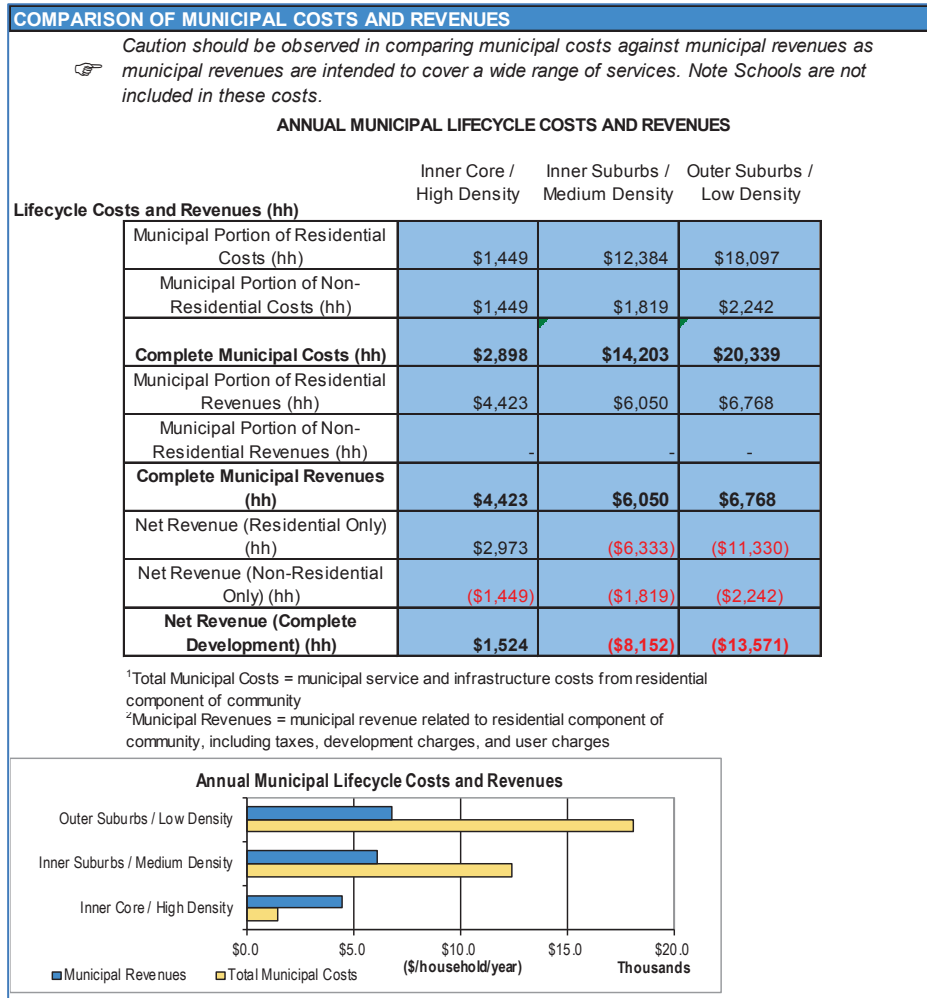 COMPARISON OF MUNICIPAL COSTS AND REVENUES
Caution should be observed in comparing municipal costs against municipal revenues as
☞ municipal revenues are intended to cover a wide range of services. Note Schools are not
included in these costs.
ANNUAL MUNICIPAL LIFECYCLE COSTS AND REVENUES
Inner Core / Inner Suburbs / Outer Suburbs /
High Density Medium Density Low Density
Lifecycle Costs and Revenues (hh)
Municipal Portion of Residential
Costs (hh) $1,449 $12,384 $18,097
Municipal Portion of Non-
Residential Costs (hh) $1,449 $1,819 $2,242
Complete Municipal Costs (hh) $2,898 $14,203 $20,339
Municipal Portion of Residential
Revenues (hh) $4,423 $6,050 $6,768
Municipal Portion of Non-
Residential Revenues (hh) - - -
Complete Municipal Revenues
(hh) $4,423 $6,050 $6,768
Net Revenue (Residential Only)
(hh) $2,973 ($6,333) ($11,330)
Net Revenue (Non-Residential
Only) (hh) ($1,449) ($1,819) ($2,242)
Net Revenue (Complete
Development) (hh) $1,524 ($8,152) ($13,571)
¹Total Municipal Costs = municipal service and infrastructure costs from residential
component of community
²Municipal Revenues = municipal revenue related to residential component of
community, including taxes, development charges, and user charges
Annual Municipal Lifecycle Costs and Revenues
Outer Suburbs / Low Density
Inner Suburbs / Medium Density
Inner Core / High Density
$0.0 $5.0 $10.0 $15.0 $20.0
($/household/year) Thousands
Municipal Revenues Total Municipal Costs